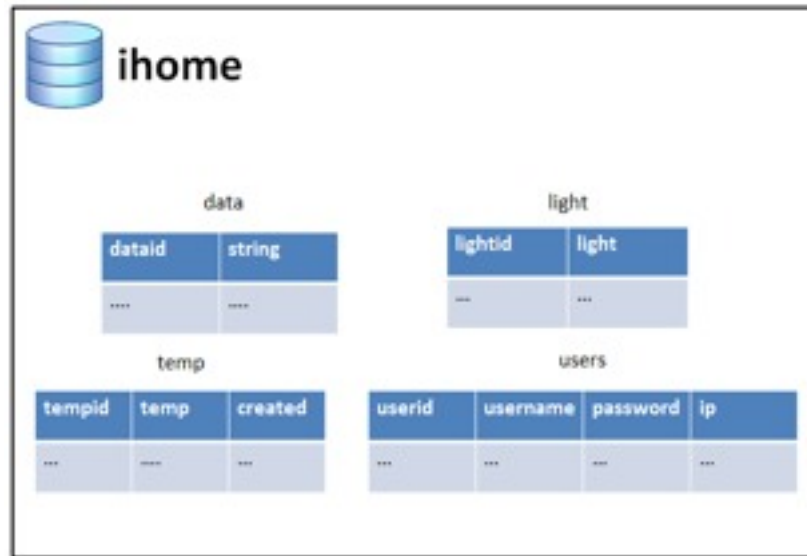 ihome
data
dataid string
.... ....
light
lightid light
... ...
temp
tempid temp created
... .... ...
users
userid username password ip
... ... ... ...